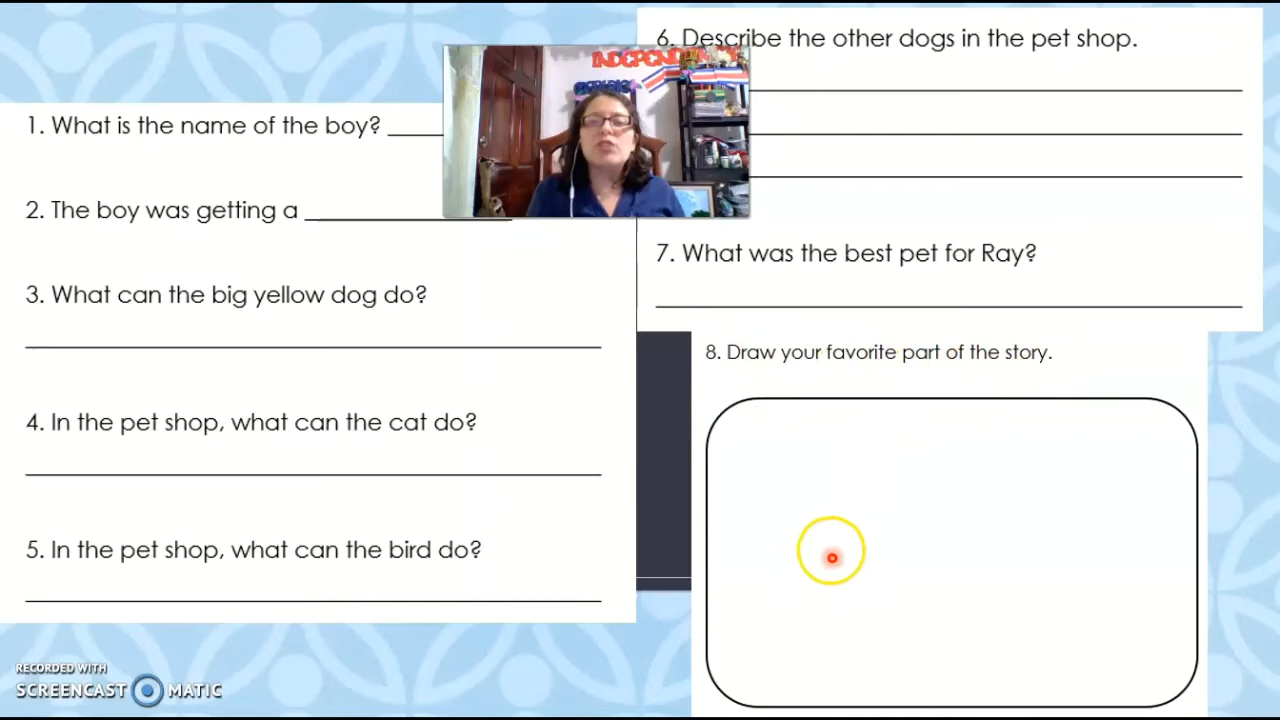 1. What is the name of the boy? ______
2. The boy was getting a ______________
3. What can the big yellow dog do?
4. In the pet shop, what can the cat do?
5. In the pet shop, what can the bird do?
6. Describe the other dogs in the pet shop.
7. What was the best pet for Ray?
8. Draw your favorite part of the story.
RECORDED WITH
SCREENCAST MATIC